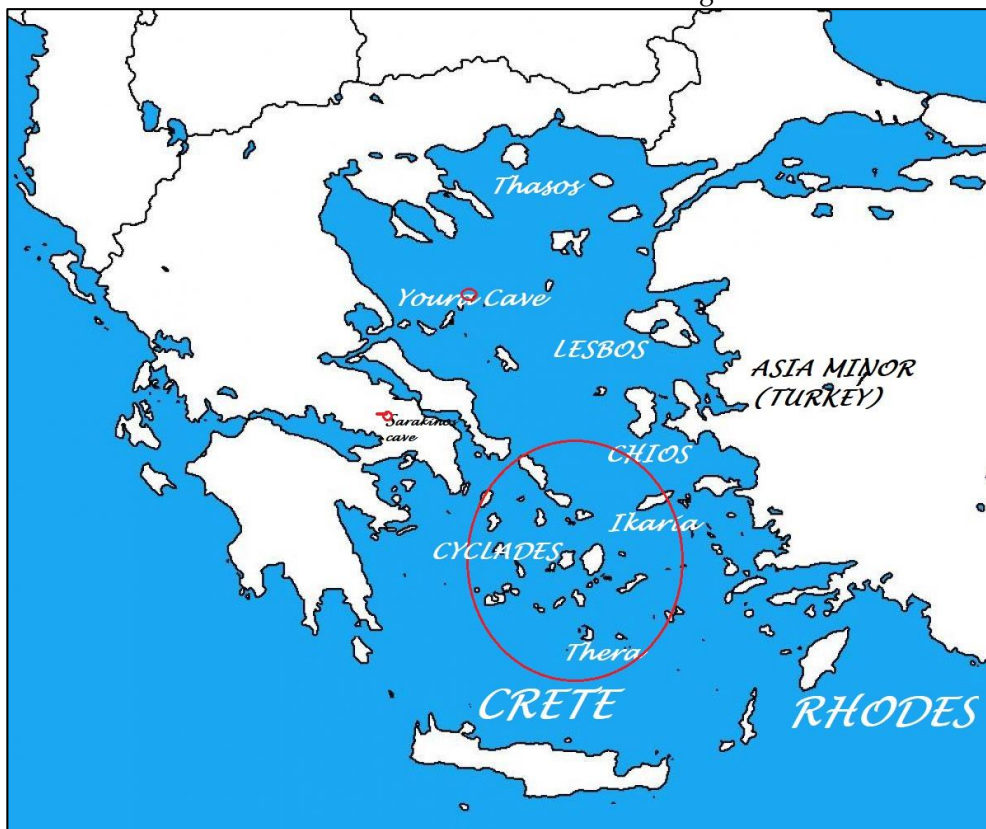 Thasos
Youra Cave
LESBOS
ASIA MINOR
(TURKEY)
Sarakinos
cave
CHIOS
Ikaria
CYCLADES
Thera
CRETE
RHODES